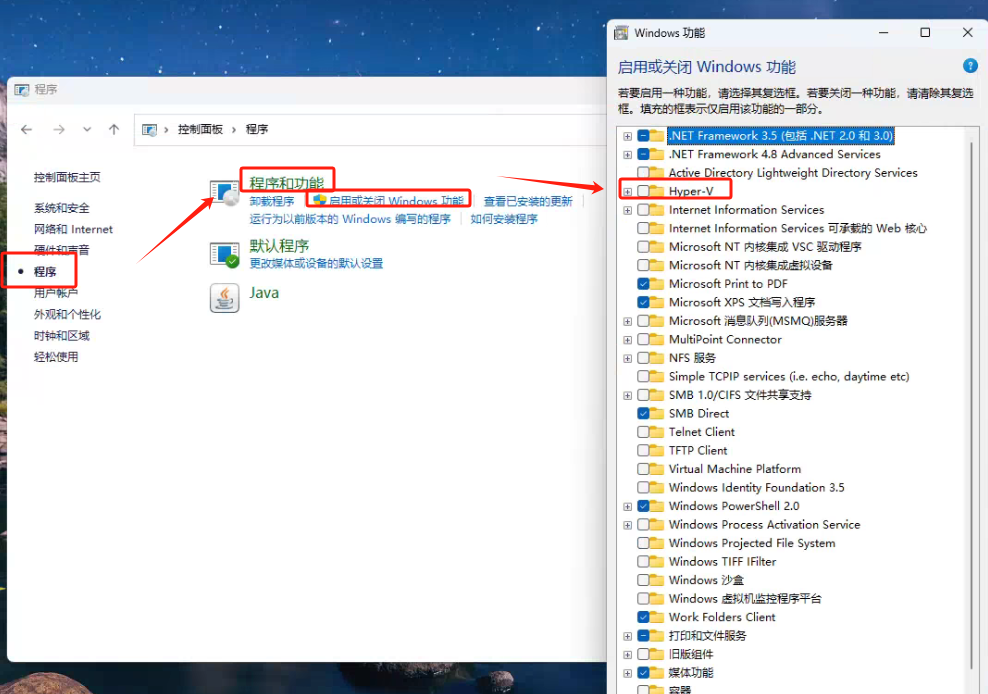 程序
控制面板 › 程序
控制面板主页
系统和安全
网络和 Internet
硬件和声音
程序
用户帐户
外观和个性化
时钟和区域
轻松使用
程序和功能
卸载程序 启用或关闭 Windows 功能 查看已安装的更新
运行为以前版本的 Windows 编写的程序 如何安装程序
默认程序
更改媒体或设备的默认设置
Java
Windows 功能
启用或关闭 Windows 功能
若要启用一种功能，请选择其复选框。若要关闭一种功能，请清除其复选
框。填充的框表示仅启用该功能的一部分。
.NET Framework 3.5 (包括 .NET 2.0 和 3.0)
.NET Framework 4.8 Advanced Services
Active Directory Lightweight Directory Services
Hyper-V
Internet Information Services
Internet Information Services 可承载的 Web 核心
Microsoft NT 内核集成 VSC 驱动程序
Microsoft NT 内核集成虚拟设备
Microsoft Print to PDF
Microsoft XPS 文档写入程序
Microsoft 消息队列(MSMQ)服务器
MultiPoint Connector
NFS 服务
Simple TCPIP services (i.e. echo, daytime etc)
SMB 1.0/CIFS 文件共享支持
SMB Direct
Telnet Client
TFTP Client
Virtual Machine Platform
Windows Identity Foundation 3.5
Windows PowerShell 2.0
Windows Process Activation Service
Windows Projected File System
Windows TIFF IFilter
Windows 沙盒
Windows 虚拟机监控程序平台
Work Folders Client
打印和文件服务
旧版组件
媒体功能
容器